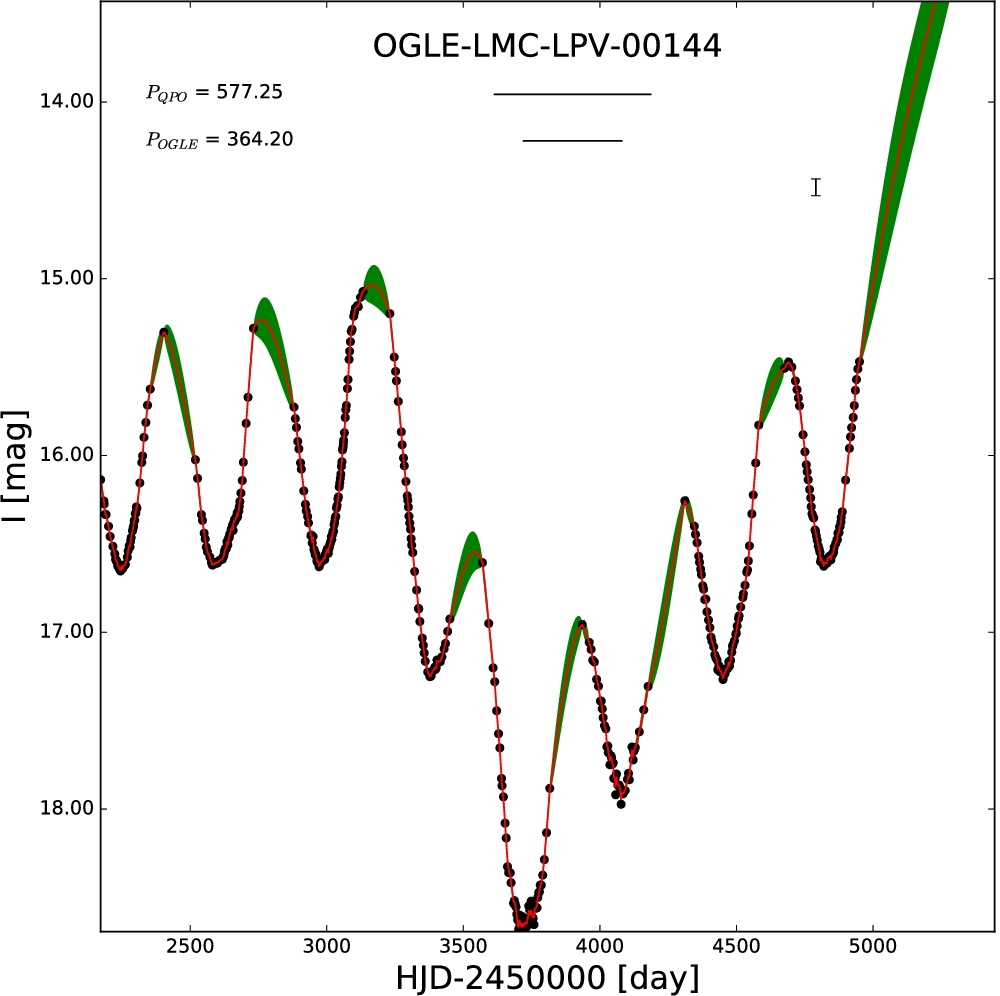 OGLE-LMC-LPV-00144
P_QPO = 577.25
P_OGLE = 364.20
14.00
15.00
16.00
17.00
18.00
I [mag]
2500 3000 3500 4000 4500 5000
HJD-2450000 [day]